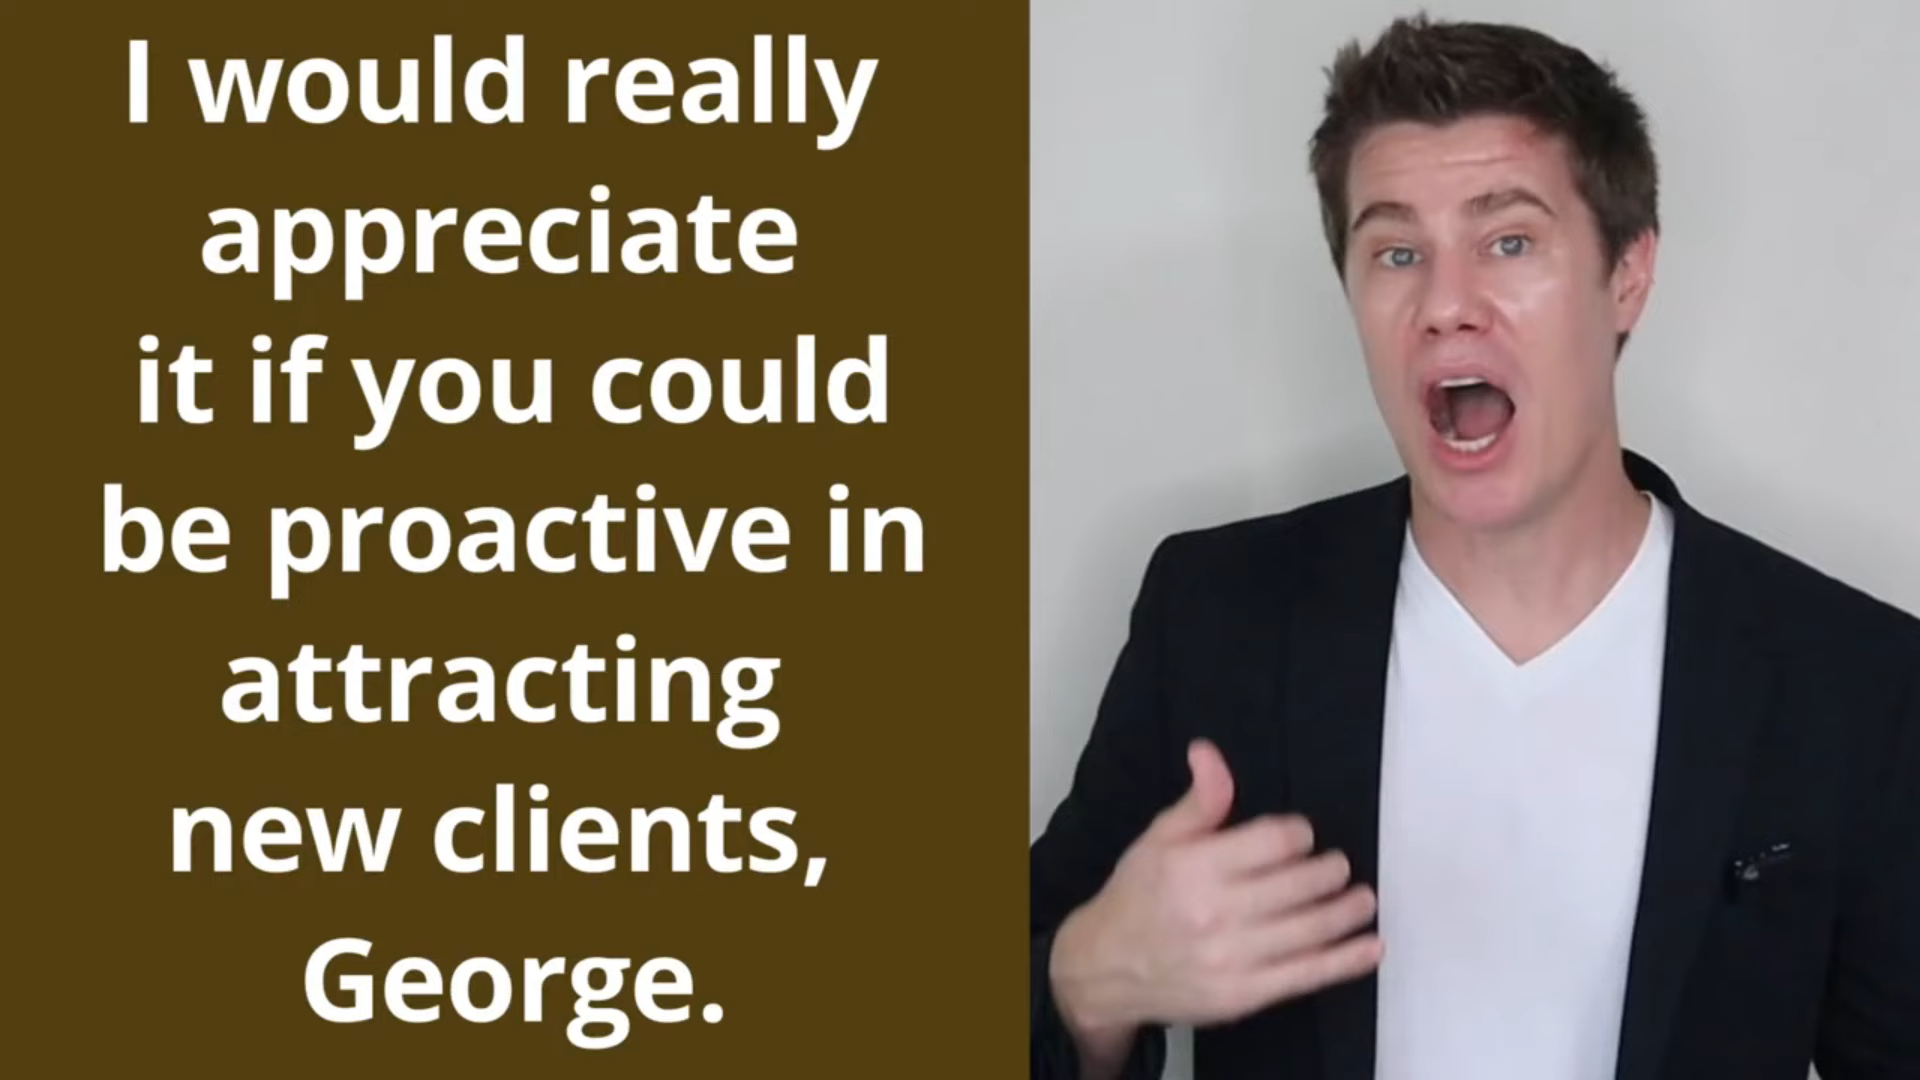 I would really
appreciate
it if you could
be proactive in
attracting
new clients,
George.